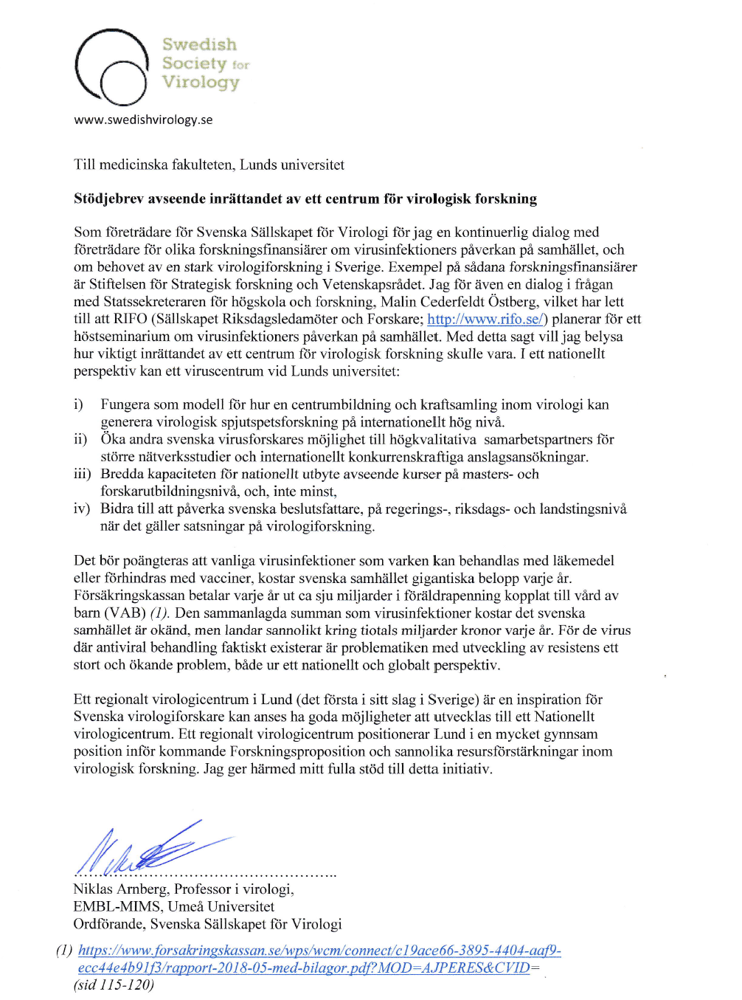 Swedish
Society for
Virology
www.swedishvirology.se
Till medicinska fakulteten, Lunds universitet
Stödjebrev avseende inrättandet av ett centrum för virologisk forskning
Som företrädare för Svenska Sällskapet för Virologi för jag en kontinuerlig dialog med
företrädare för olika forskningsfinansiärer om virusinfektioners påverkan på samhället, och
om behovet av en stark virologiforskning i Sverige. Exempel på sådana forskningsfinansiärer
är Stiftelsen för Strategisk forskning och Vetenskapsrådet. Jag för även en dialog i frågan
med Statssekreteraren för högskola och forskning, Malin Cederfeldt Östberg, vilket har lett
till att RIFO (Sällskapet Riksdagsledamöter och Forskare; http://www.rifo.se/) planerar för ett
höstseminarium om virusinfektioners påverkan på samhället. Med detta sagt vill jag belysa
hur viktigt inrättandet av ett centrum för virologisk forskning skulle vara. I ett nationellt
perspektiv kan ett viruscentrum vid Lunds universitet:
i) Fungera som modell för hur en centrumbildning och kraftsamling inom virologi kan
generera virologisk spjutspetsforskning på internationellt hög nivå.
ii) Öka andra svenska virusforskares möjlighet till högkvalitativa samarbetspartners för
större nätverksstudier och internationellt konkurrenskraftiga anslagsansökningar.
iii) Bredda kapaciteten för nationellt utbyte avseende kurser på masters- och
forskarutbildningsnivå, och, inte minst,
iv) Bidra till att påverka svenska beslutsfattare, på regerings-, riksdags- och landstingsnivå
när det gäller satsningar på virologiforskning.
Det bör poängteras att vanliga virusinfektioner som varken kan behandlas med läkemedel
eller förhindras med vacciner, kostar svenska samhället gigantiska belopp varje år.
Försäkringskassan betalar varje år ut ca sju miljarder i föräldrapenning kopplat till vård av
barn (VAB) (1). Den sammanlagda summan som virusinfektioner kostar det svenska
samhället är okänd, men landar sannolikt kring tiotals miljarder kronor varje år. För de virus
där antiviral behandling faktiskt existerar är problematiken med utveckling av resistens ett
stort och ökande problem, både ur ett nationellt och globalt perspektiv.
Ett regionalt virologicentrum i Lund (det första i sitt slag i Sverige) är en inspiration för
Svenska virologiforskare kan anses ha goda möjligheter att utvecklas till ett Nationellt
virologicentrum. Ett regionalt virologicentrum positionerar Lund i en mycket gynnsam
position inför kommande Forskningsproposition och sannolika resursförstärkningar inom
virologisk forskning. Jag ger härmed mitt fulla stöd till detta initiativ.
Niklas Arnberg, Professor i virologi,
EMBL-MIMS, Umeå Universitet
Ordförande, Svenska Sällskapet för Virologi
(1) https://www.forsakringskassan.se/wps/wcm/connect/c19ace66-3895-4404-aaf9-
ecc44e4b91f3/rapport-2018-05-med-bilagor.pdf?MOD=AJPERES&CVID=
(sid 115-120)